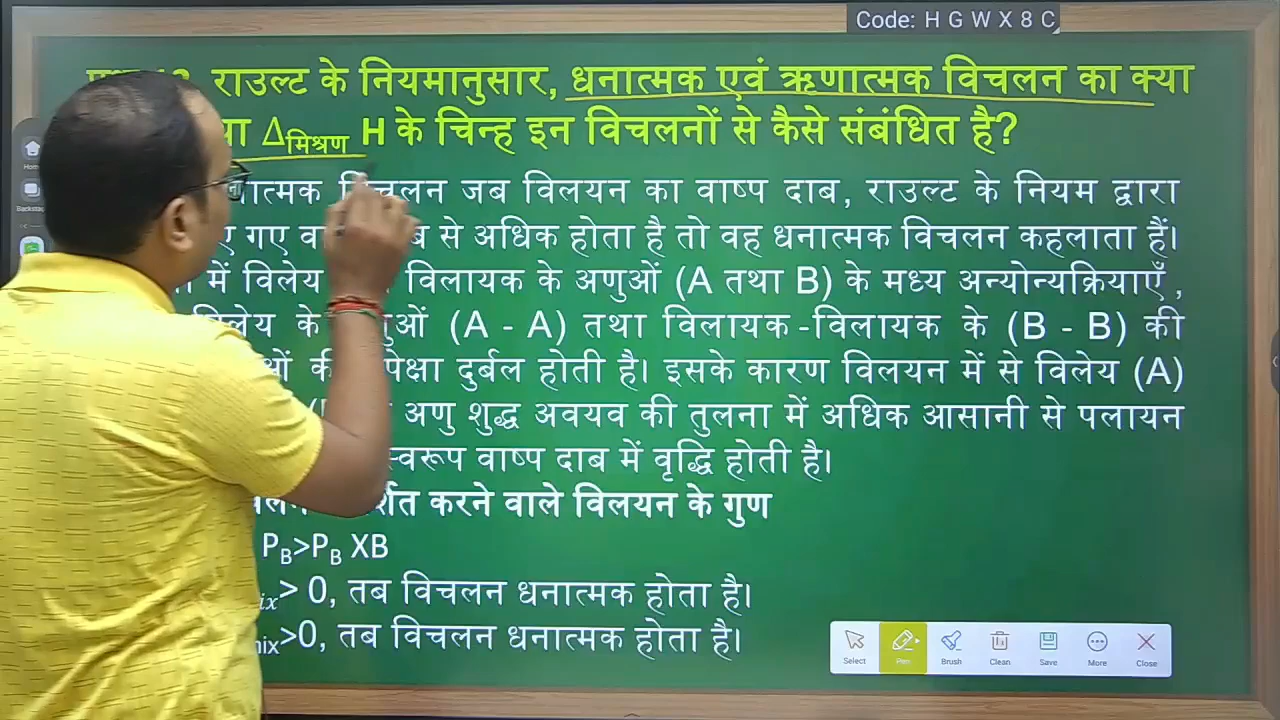 Code: H G W X 8 C
राउल्ट के नियमानुसार, धनात्मक एवं ऋणात्मक विचलन का क्या
Δमिश्रण H के चिन्ह इन विचलनों से कैसे संबंधित है?
विचलन जब विलयन का वाष्प दाब, राउल्ट के नियम द्वारा
गए से अधिक होता है तो वह धनात्मक विचलन कहलाता हैं।
में विलेय विलायक के अणुओं (A तथा B) के मध्य अन्योन्यक्रियाएँ,
के (A - A) तथा विलायक-विलायक के (B - B) की
दुर्बल होती है। इसके कारण विलयन में से विलेय (A)
अणु शुद्ध अवयव की तुलना में अधिक आसानी से पलायन
वाष्प दाब में वृद्धि होती है।
करने वाले विलयन के गुण
PB>PB XB
> 0, तब विचलन धनात्मक होता है।
>0, तब विचलन धनात्मक होता है।
Home
Select Pen Brush Clean Save More Close